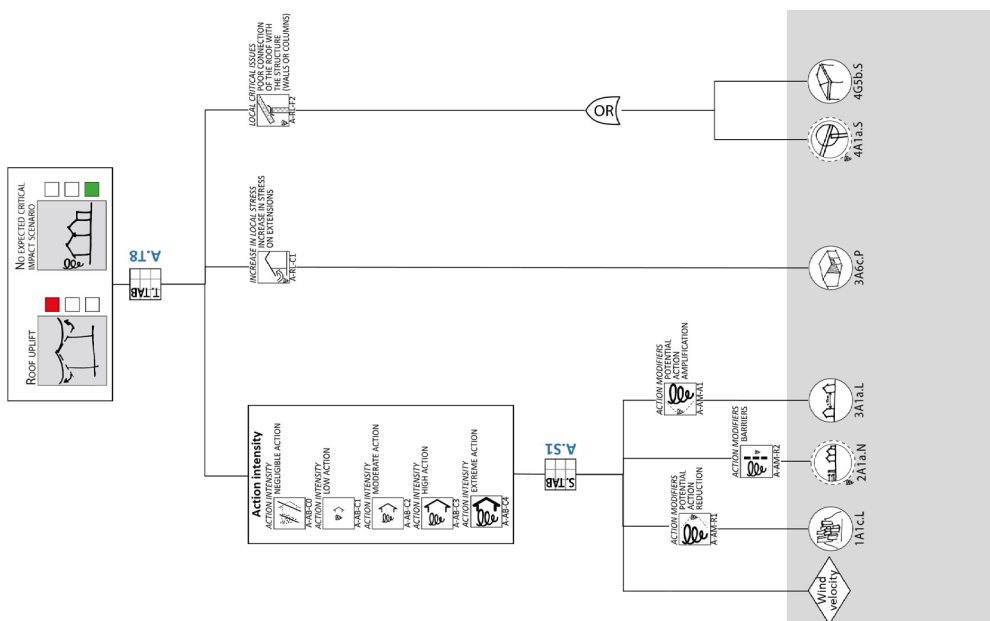 ROOF UPLIFT
NO EXPECTED CRITICAL
IMPACT SCENARIO
T. TAB
A.T8
Action intensity
ACTION INTENSITY
NEGLIGIBLE ACTION
A-AB-C0
ACTION INTENSITY
LOW ACTION
A-AB-C1
ACTION INTENSITY
MODERATE ACTION
A-AB-C2
ACTION INTENSITY
HIGH ACTION
A-AB-C3
ACTION INTENSITY
EXTREME ACTION
A-AB-C4
INCREASE IN LOCAL STRESS
INCREASE IN STRESS
ON EXTENSIONS
A-RL-C1
LOCAL CRITICAL ISSUES
POOR CONNECTION
OF THE ROOF WITH
THE STRUCTURE
(WALLS OR COLUMNS)
A-RL-F2
S. TAB
A.S1
ACTION MODIFIERS
POTENTIAL
ACTION
REDUCTION
A-AM-R1
ACTION MODIFIERS
BARRIERS
A-AM-R2
ACTION MODIFIERS
POTENTIAL
ACTION
AMPLIFICATION
A-AM-A1
OR
Wind
velocity
1A1c.L
2A1a.N
3A1a.L
3A6c.P
4A1a.S
4G5b.S